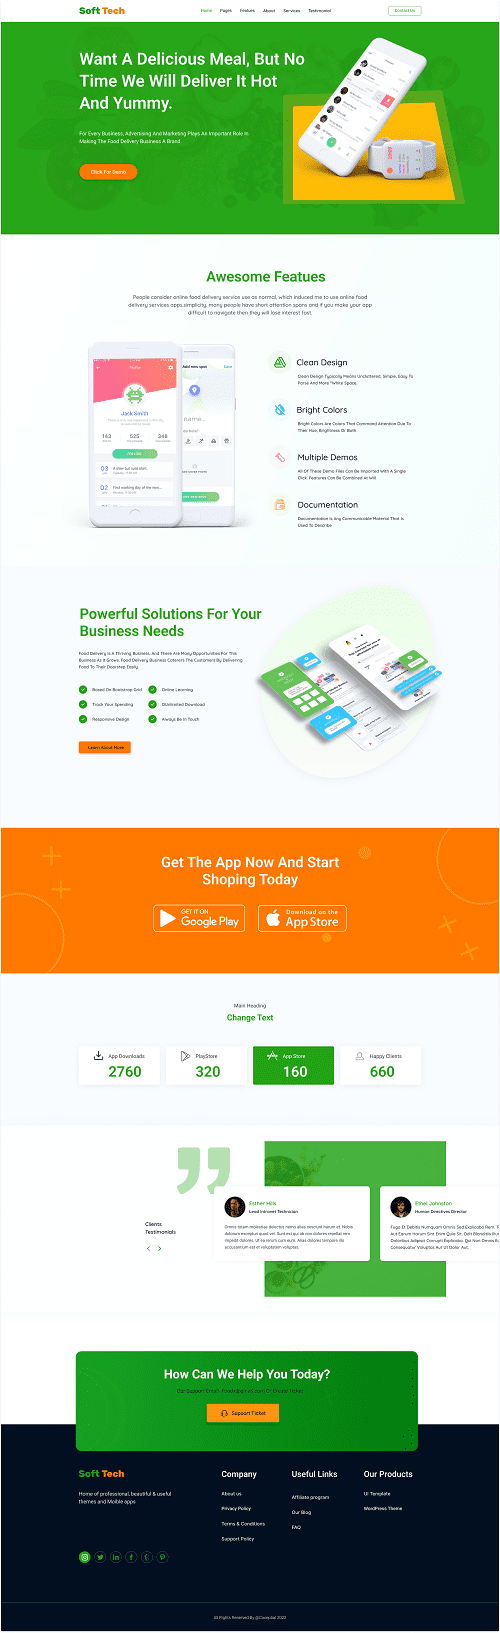 Soft Tech
Home Pages Featues About Services Testimonial
Contact Us
Want A Delicious Meal, But No
Time We Will Deliver It Hot
And Yummy.
For Every Business, Advertising And Marketing Plays An Important Role In
Making The Food Delivery Business A Brand.
Click For Demo
Awesome Featues
People consider online food delivery service use as normal, which induced me to use online food
delivery services apps.simplicity. many people have short attention spans and if you make your app
difficult to navigate then they will lose interest fast.
Jack Smith
143
525
348
FOLLOW
03
02
Add new spot
Save
name...
Clean Design
Clean Design Typically Means Uncluttered, Simple, Easy To
Parse And More "White Space.
Bright Colors
Bright Colors Are Colors That Command Attention Due To
Their Hue, Brightness Or Both
Multiple Demos
All Of These Demo Files Can Be Imported With A Single
Click. Features Can Be Combined At Will
Documentation
Documentation Is Any Communicable Material That Is
Used To Describe
Powerful Solutions For Your
Business Needs
Food Delivery Is A Thriving Business, And There Are Many Opportunities For This
Business As It Grows. Food Delivery Business Caterers The Customers By Delivering
Food To Their Doorstep Easily.
Based On Bootstrap Grid
Online Learning
Track Your Spending
GUnlimited Download
Responsive Design
Always Be In Touch
Learn About More
Get The App Now And Start
Shoping Today
GET IT ON
Google Play
Download on the
App Store
Main Heading
Change Text
App Downloads
2760
PlayStore
320
App Store
160
Happy Clients
660
Clients
Testimonials
Esther Hills
Lead Intranet Technician
Omnis totam molestiae delectus nemo alias nesciunt harum et. Nobis
dolorem excepturi quod vel. Sunt est qui ab non dolores repellat rem
impedit dolores. Ut ea rerum cum eum. Alias dolores tempore illo
accusantium est et voluptatem voluptas.
Ethel Johnston
Human Directives Director
Fuga Et Debitis Numquam Omnis Sed Explicabo Rem. T
Aut Earum Harum Sint Enim Quia Sit. Odit Blanditiis
Doloribus Adipisci Corrupti Explicabo. Qui Non Omnis
Consequatur Voluptas Aut Ut Dolor Aut.
How Can We Help You Today?
Our Support Email: Or Create Ticket
Support Ticket
Soft Tech
Home of professional, beautiful & useful
themes and Moible apps
Company
About us
Privacy Policy
Terms & Conditions
Support Policy
Useful Links
Affiliate program
Our Blog
FAQ
Our Products
UI Template
WordPress Theme
All Rights Reserved By 2022